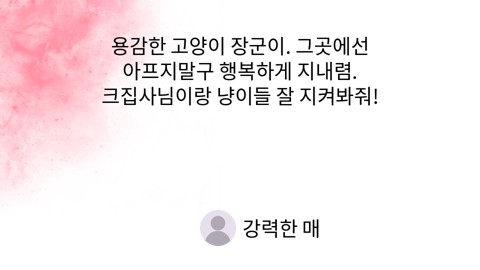 용감한 고양이 장군이. 그곳에선
아프지말구 행복하게 지내렴.
크집사님이랑 냥이들 잘 지켜봐줘!
강력한 매